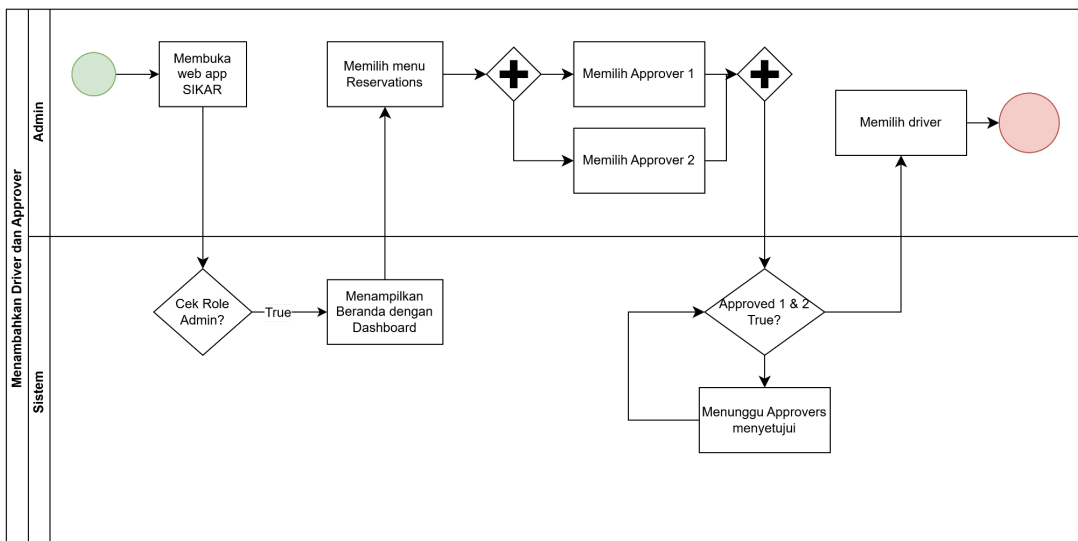 Menambahkan Driver dan Approver
Admin
Membuka
web app
SIKAR
Memilih menu
Reservations
Memilih Approver 1
Memilih Approver 2
Memilih driver
Sistem
Cek Role
Admin?
True
Menampilkan
Beranda dengan
Dashboard
Approved 1 & 2
True?
Menunggu Approvers
menyetujui